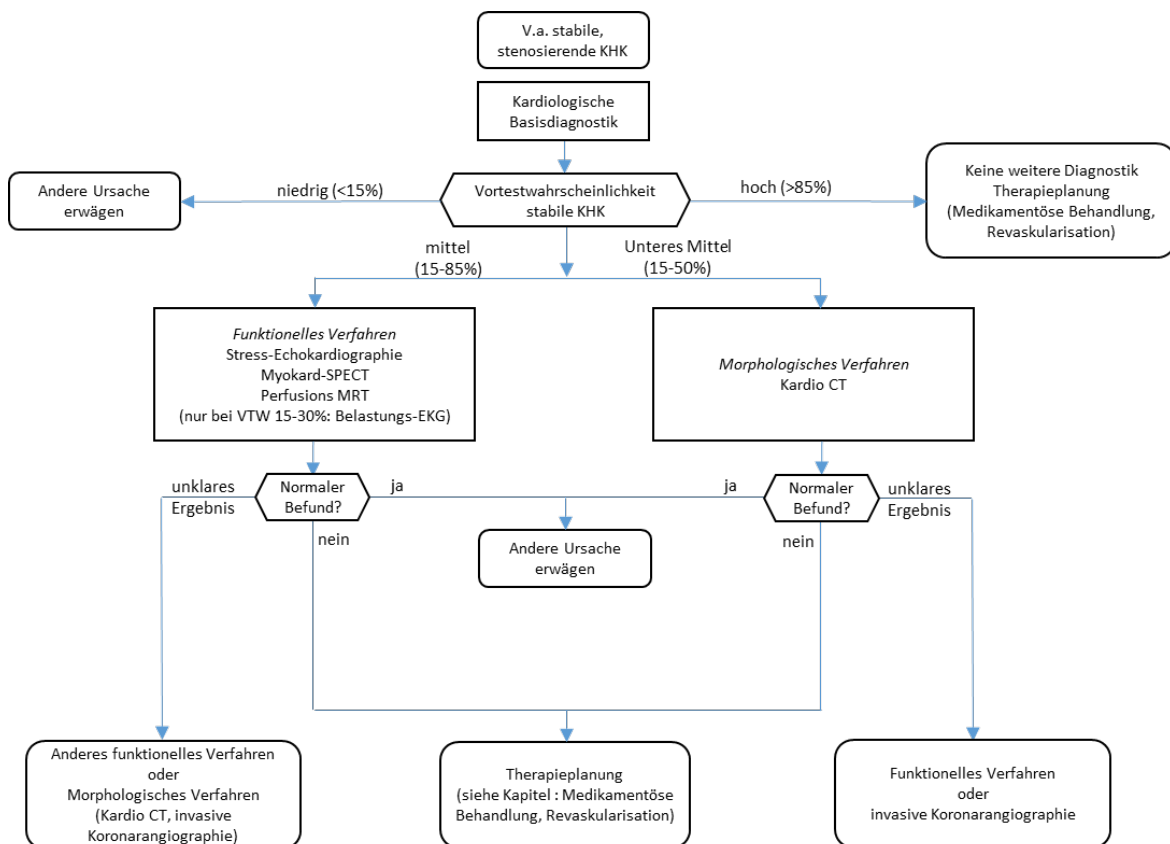 V.a. stabile,
stenosierende KHK
Kardiologische
Basisdiagnostik
Andere Ursache
erwägen
niedrig (<15%)
Vortestwahrscheinlichkeit
stabile KHK
hoch (>85%)
Keine weitere Diagnostik
Therapieplanung
(Medikamentöse Behandlung,
Revaskularisation)
mittel
(15-85%)
Unteres Mittel
(15-50%)
Funktionelles Verfahren
Stress-Echokardiographie
Myokard-SPECT
Perfusions MRT
(nur bei VTW 15-30%: Belastungs-EKG)
Morphologisches Verfahren
Kardio CT
unklares
Ergebnis
Normaler
Befund?
ja
nein
ja
Normaler
Befund?
unklares
Ergebnis
nein
Andere Ursache
erwägen
Anderes funktionelles Verfahren
oder
Morphologisches Verfahren
(Kardio CT, invasive
Koronarangiographie)
Therapieplanung
(siehe Kapitel : Medikamentöse
Behandlung, Revaskularisation)
Funktionelles Verfahren
oder
invasive Koronarangiographie